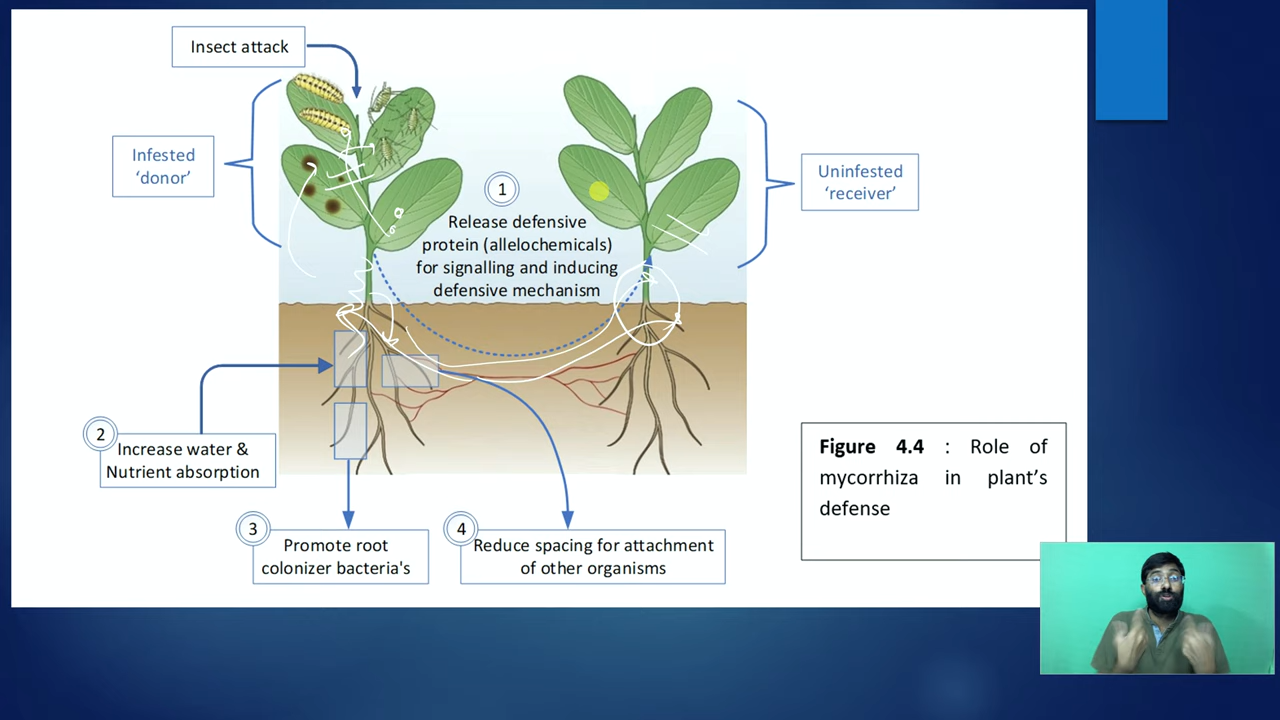 Insect attack
Infested
‘donor’
1
Release defensive
protein (allelochemicals)
for signalling and inducing
defensive mechanism
Uninfested
‘receiver’
2
Increase water &
Nutrient absorption
3
Promote root
colonizer bacteria's
4
Reduce spacing for attachment
of other organisms
Figure 4.4 : Role of
mycorrhiza in plant’s
defense